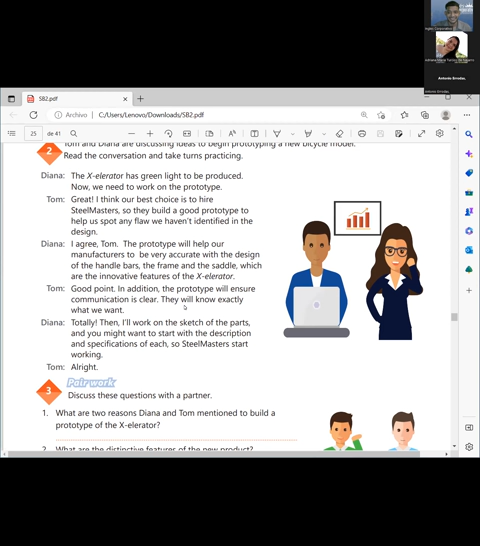 SB2.pdf
Archivo
C:/Users/Lenovo/Downloads/SB2.pdf
25
de 41
2
Tom and Diana are discussing ideas to begin prototyping a new bicycle model.
Read the conversation and take turns practicing.
Diana: The X-elerator has green light to be produced.
Now, we need to work on the prototype.
Tom: Great! I think our best choice is to hire
SteelMasters, so they build a good prototype to
help us spot any flaw we haven't identified in the
design.
Diana: I agree, Tom. The prototype will help our
manufacturers to be very accurate with the design
of the handle bars, the frame and the saddle, which
are the innovative features of the X-elerator.
Tom: Good point. In addition, the prototype will ensure
communication is clear. They will know exactly
what we want.
Diana: Totally! Then, I'll work on the sketch of the parts,
and you might want to start with the description
and specifications of each, so SteelMasters start
working.
Tom: Alright.
Pair work
3
Discuss these questions with a partner.
1. What are two reasons Diana and Tom mentioned to build a
prototype of the X-elerator?
2. What are the distinctive features of the new product?